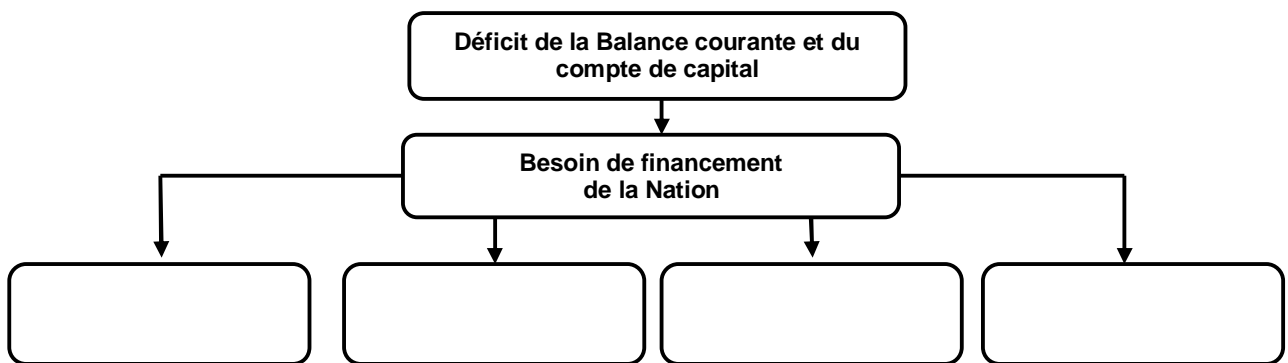 Déficit de la Balance courante et du
compte de capital
Besoin de financement
de la Nation